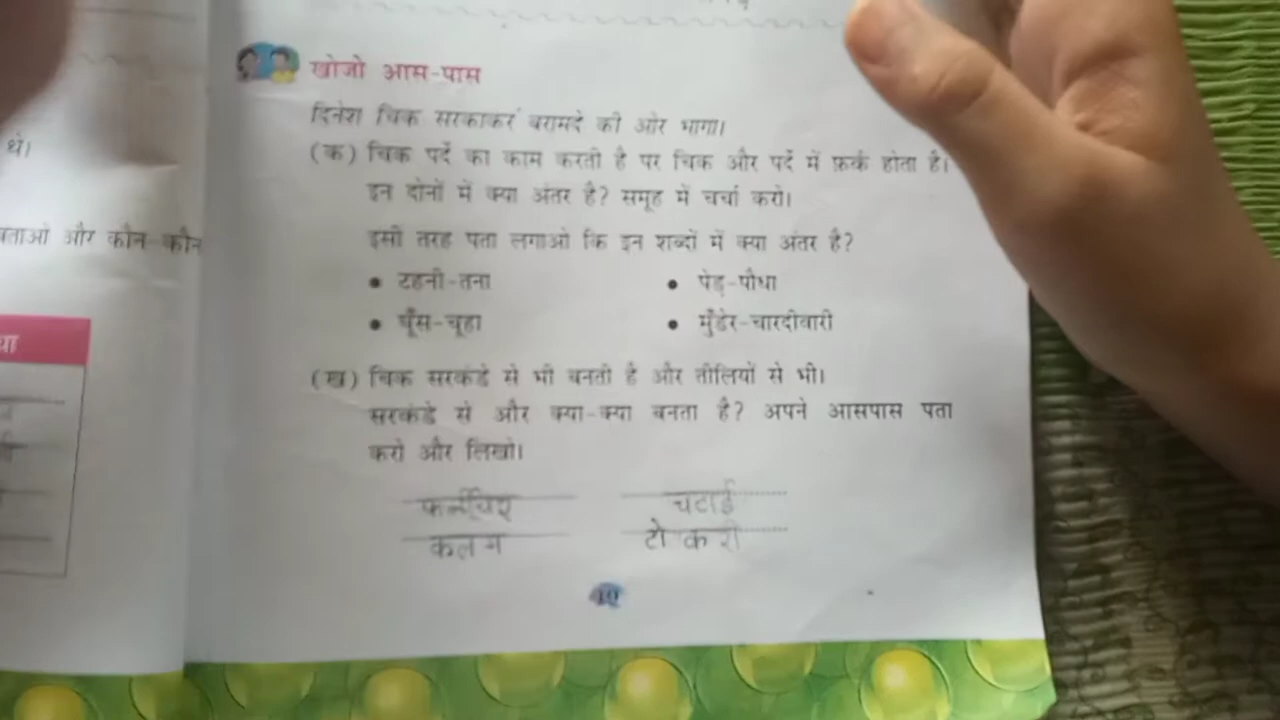 थे।
बताओ और कौन-कौन
खोजो आस-पास
दिनेश चिक सरकाकर बरामदे की ओर भागा।
(क) चिक पर्दे का काम करती है पर चिक और पर्दे में फ़र्क होता है।
इन दोनों में क्या अंतर है? समूह में चर्चा करो।
इसी तरह पता लगाओ कि इन शब्दों में क्या अंतर है?
• टहनी-तना • पेड़-पौधा
• घूँस-चूहा • मुँडेर-चारदीवारी
(ख) चिक सरकंडे से भी बनती है और तीलियों से भी।
सरकंडे से और क्या-क्या बनता है? अपने आसपास पता
करो और लिखो।
चटाई
कलम टोकरी
10